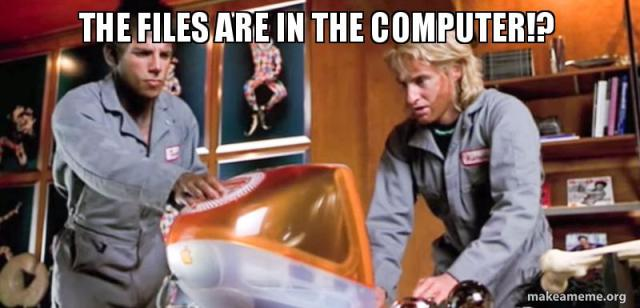 THE FILES ARE IN THE COMPUTER!?
makeameme.org